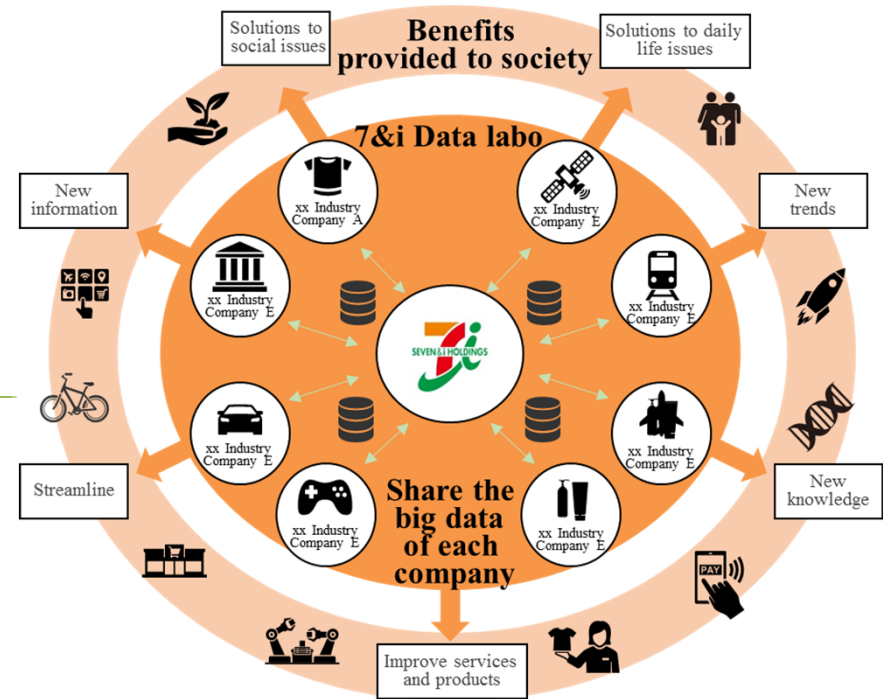 Solutions to
social issues
Benefits
provided to society
Solutions to daily
life issues
7&i Data labo
New
information
New
trends
xx Industry
Company A
xx Industry
Company E
xx Industry
Company E
xx Industry
Company E
7i
SEVEN & i HOLDINGS
xx Industry
Company E
xx Industry
Company E
xx Industry
Company E
xx Industry
Company E
Share the
big data
of each
company
Streamline
New
knowledge
PAY
Improve services
and products